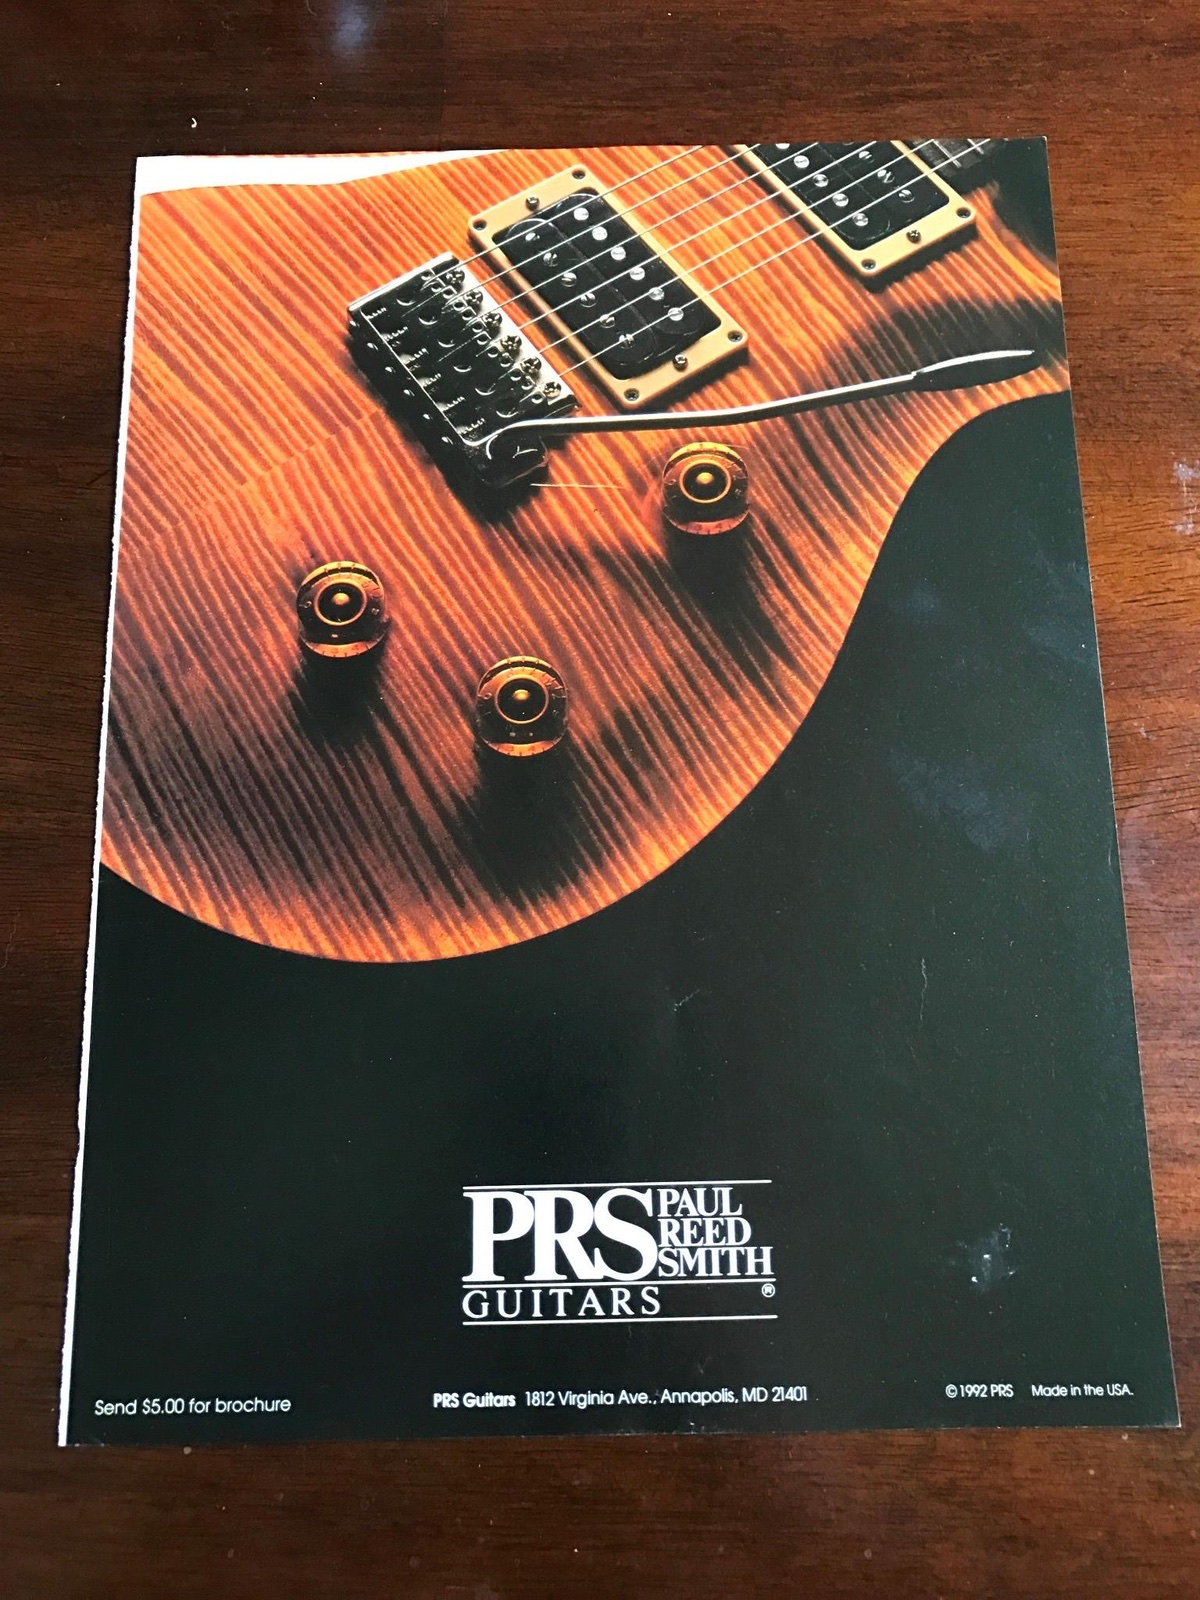 PRS PAUL
REED
SMITH
GUITARS ®
Send $5.00 for brochure
PRS Guitars 1812 Virginia Ave., Annapolis, MD 21401
©1992 PRS Made in the USA.